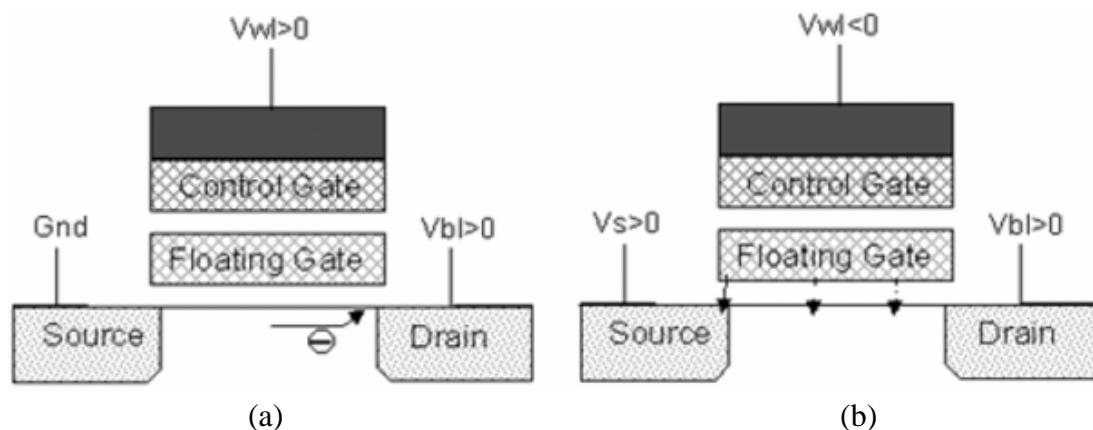 Vwl>0
Control Gate
Floating Gate
Gnd
Vbl>0
Source
Drain
(a)
Vwl<0
Control Gate
Floating Gate
Vs>0
Vbl>0
Source
Drain
(b)